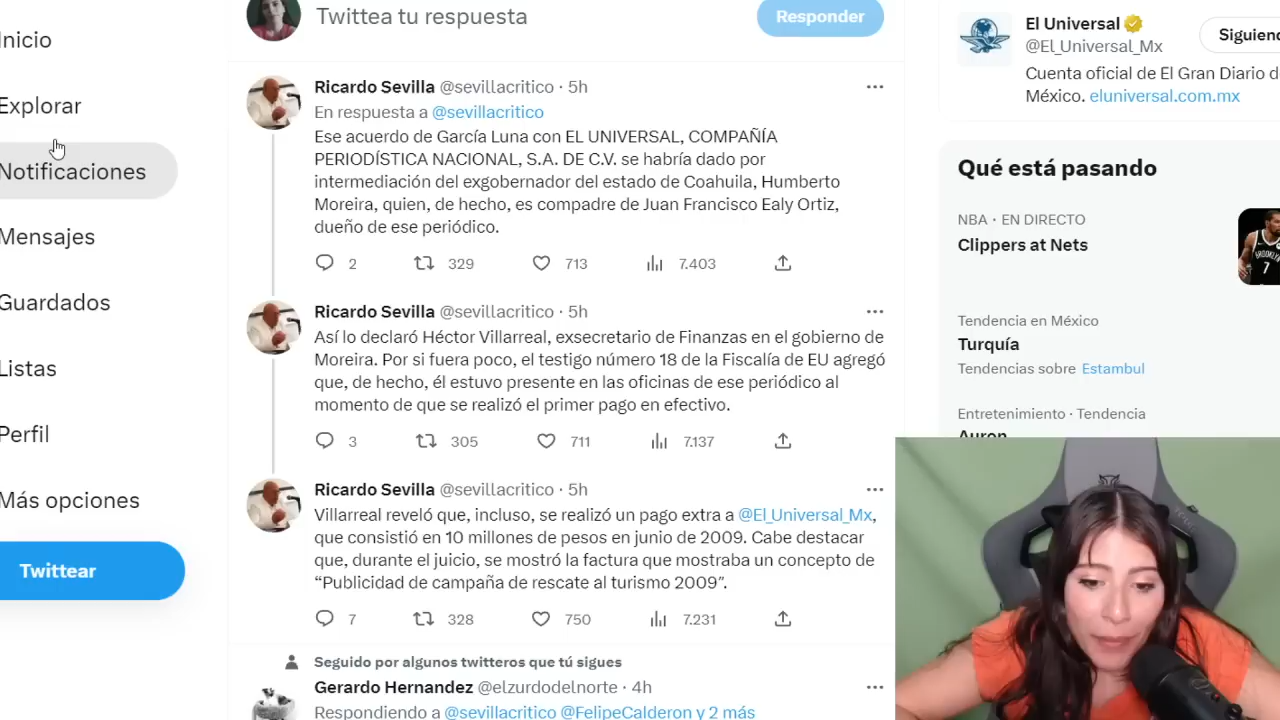 Inicio
Explorar
Notificaciones
Mensajes
Guardados
Listas
Perfil
Más opciones
Twittear
Twittea tu respuesta
Responder
Ricardo Sevilla @sevillacritico · 5h
En respuesta a @sevillacritico
Ese acuerdo de García Luna con EL UNIVERSAL, COMPAÑÍA
PERIODÍSTICA NACIONAL, S.A. DE C.V. se habría dado por
intermediación del exgobernador del estado de Coahuila, Humberto
Moreira, quien, de hecho, es compadre de Juan Francisco Ealy Ortiz,
dueño de ese periódico.
2 329 713 7.403
Ricardo Sevilla @sevillacritico · 5h
Así lo declaró Héctor Villarreal, exsecretario de Finanzas en el gobierno de
Moreira. Por si fuera poco, el testigo número 18 de la Fiscalía de EU agregó
que, de hecho, él estuvo presente en las oficinas de ese periódico al
momento de que se realizó el primer pago en efectivo.
3 305 711 7.137
Ricardo Sevilla @sevillacritico · 5h
Villarreal reveló que, incluso, se realizó un pago extra a @El_Universal_Mx,
que consistió en 10 millones de pesos en junio de 2009. Cabe destacar
que, durante el juicio, se mostró la factura que mostraba un concepto de
“Publicidad de campaña de rescate al turismo 2009”.
7 328 750 7.231
Seguido por algunos twitteros que tú sigues
Gerardo Hernandez @elzurdodelnorte · 4h
Respondiendo a @sevillacritico @FelipeCalderon y 2 más
El Universal
@El_Universal_Mx
Siguiend
Cuenta oficial de El Gran Diario d
México. eluniversal.com.mx
Qué está pasando
NBA · EN DIRECTO
Clippers at Nets
Tendencia en México
Turquía
Tendencias sobre Estambul
Entretenimiento · Tendencia
Auron